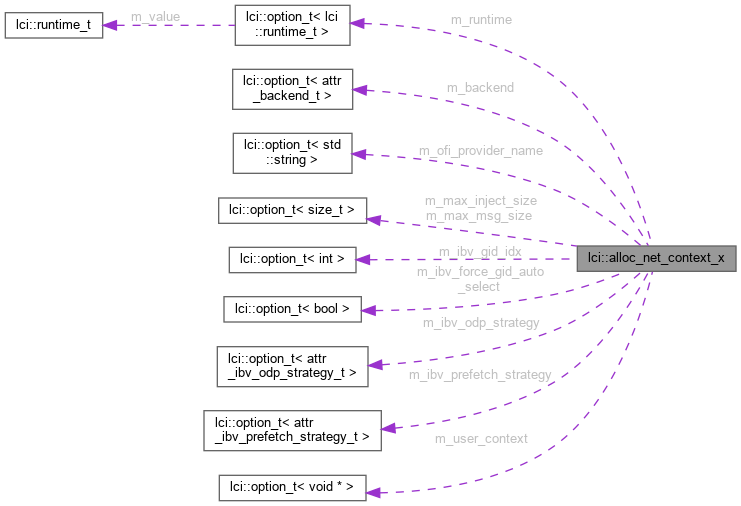 lci::runtime_t
m_value
lci::option_t< lci
::runtime_t >
m_runtime
lci::option_t< attr
_backend_t >
m_backend
lci::option_t< std
::string >
m_ofi_provider_name
lci::option_t< size_t >
m_max_inject_size
m_max_msg_size
lci::option_t< int >
m_ibv_gid_idx
lci::alloc_net_context_x
lci::option_t< bool >
m_ibv_force_gid_auto
_select
lci::option_t< attr
_ibv_odp_strategy_t >
m_ibv_odp_strategy
lci::option_t< attr
_ibv_prefetch_strategy_t >
m_ibv_prefetch_strategy
lci::option_t< void * >
m_user_context